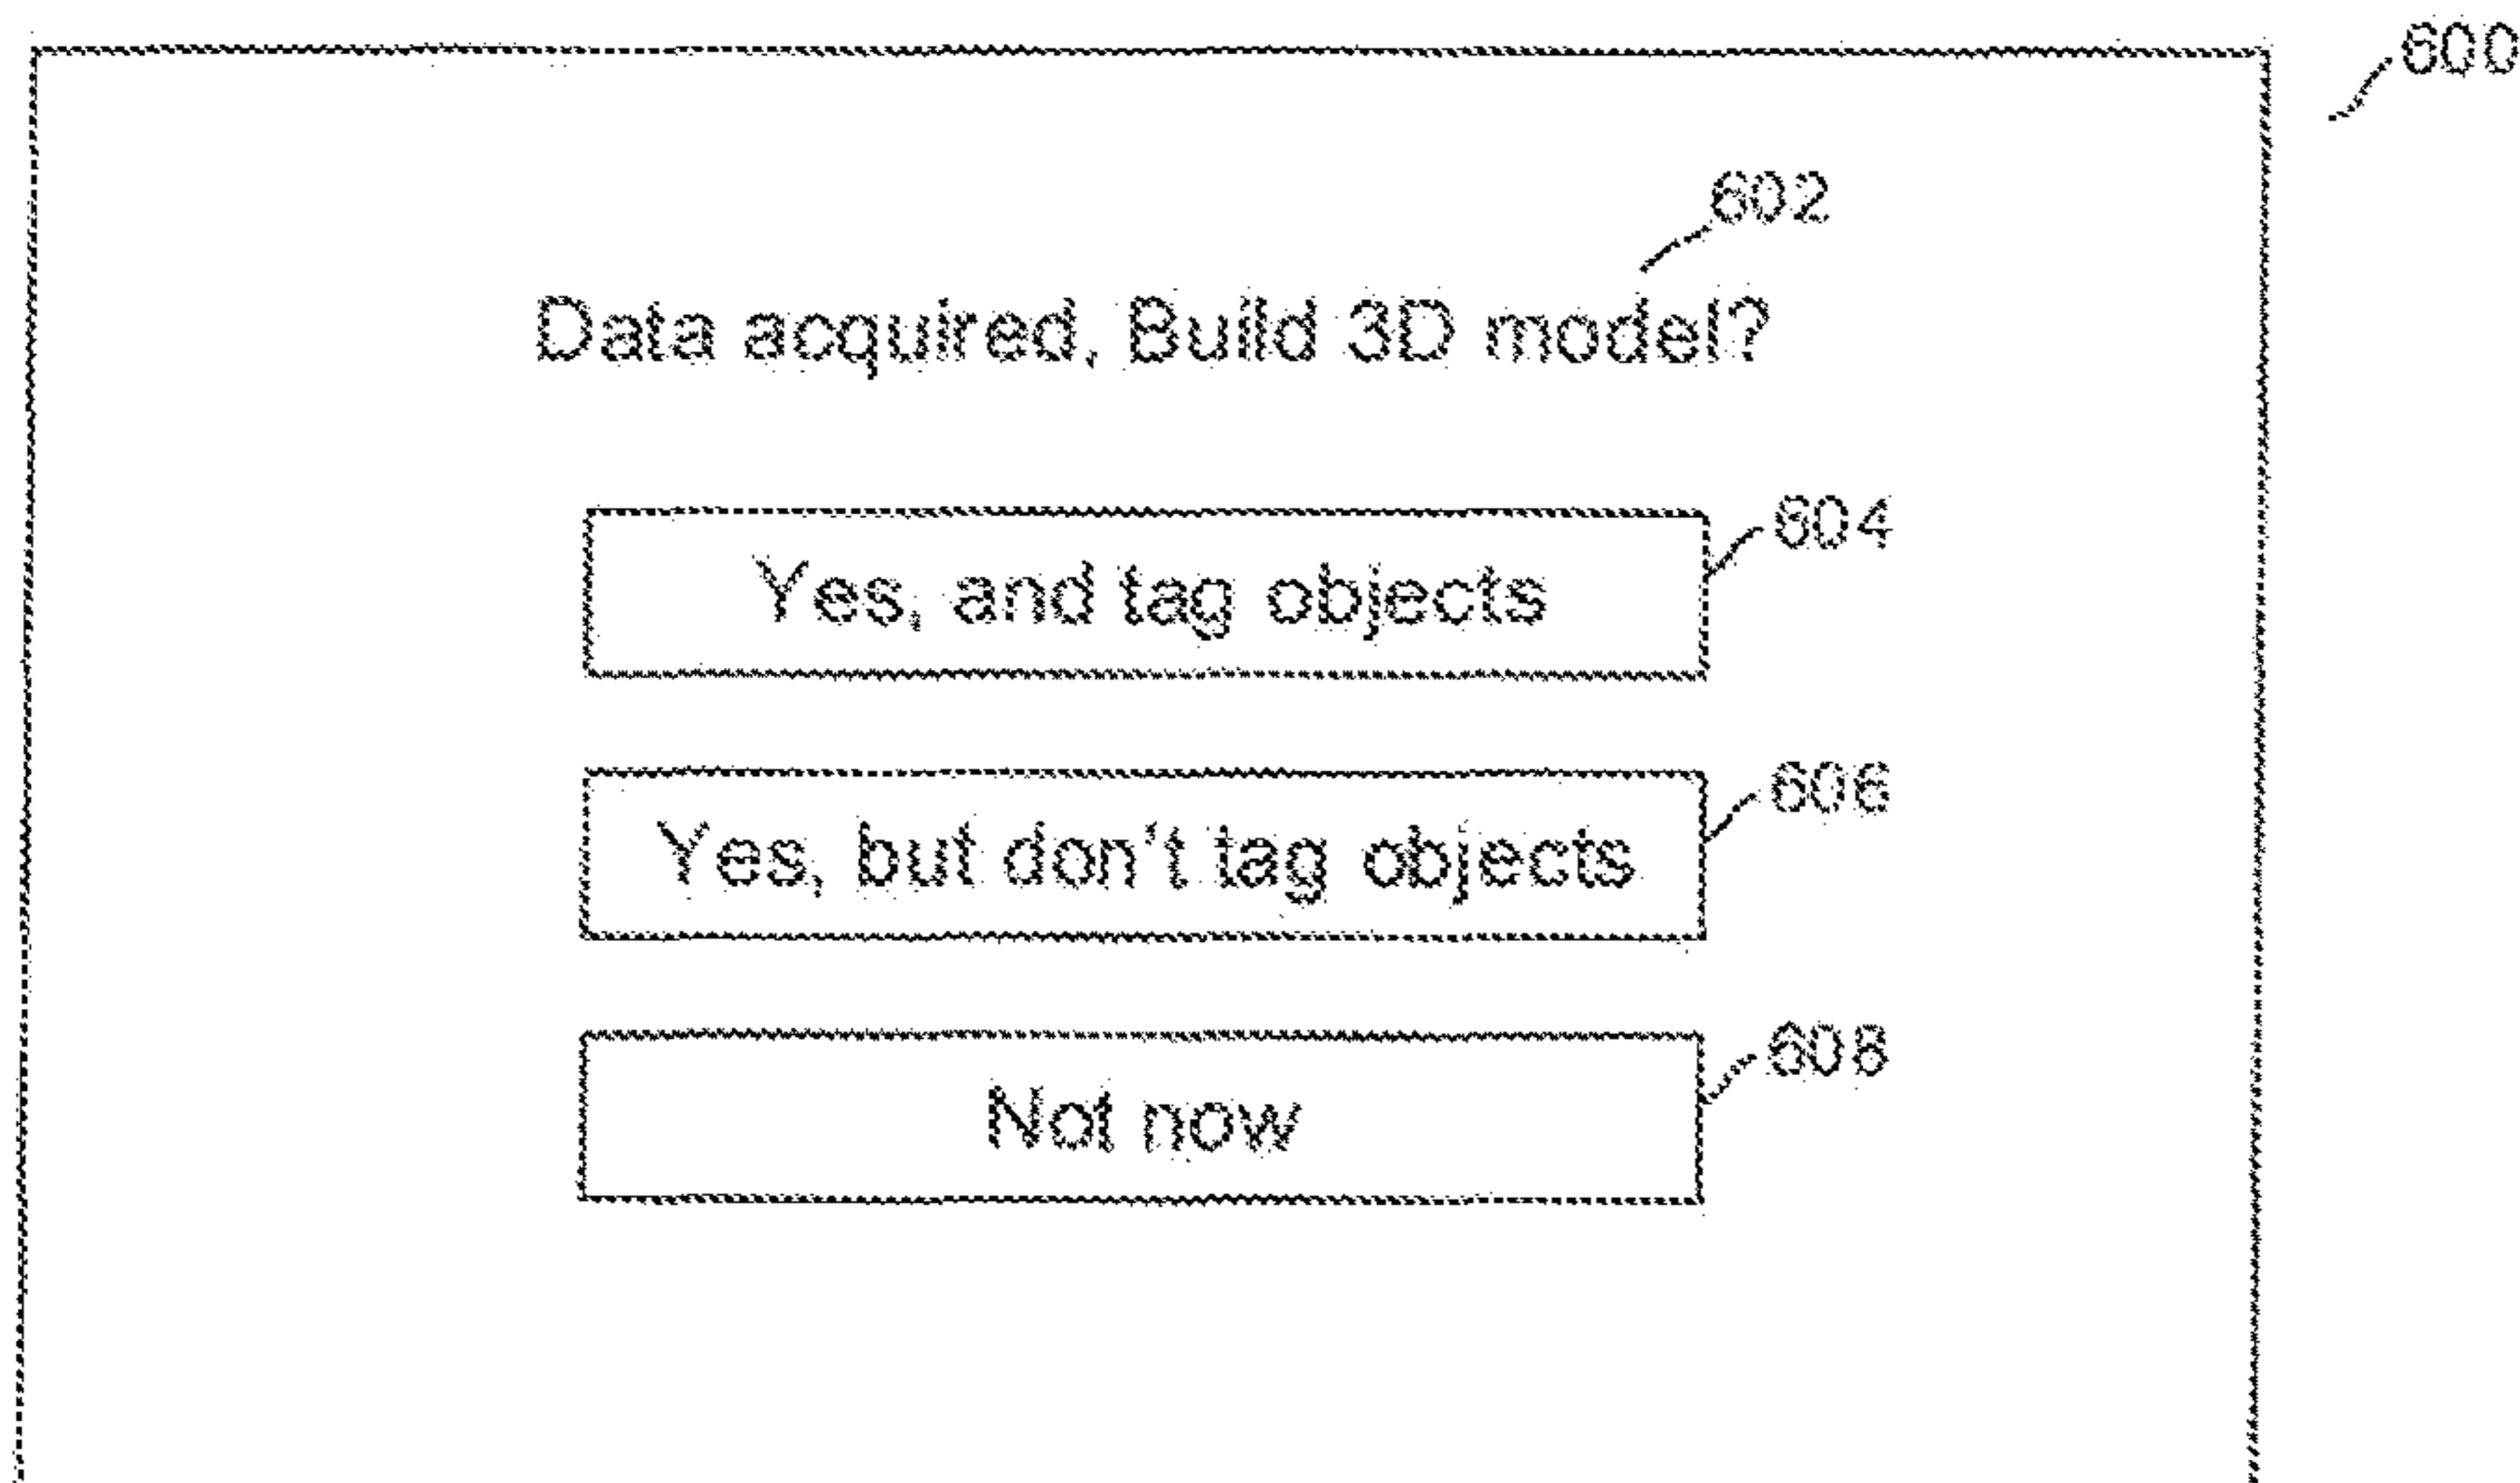 600
602
Data acquired, Build 3D model?
604
Yes, and tag objects
606
Yes, but don't tag objects
608
Not now